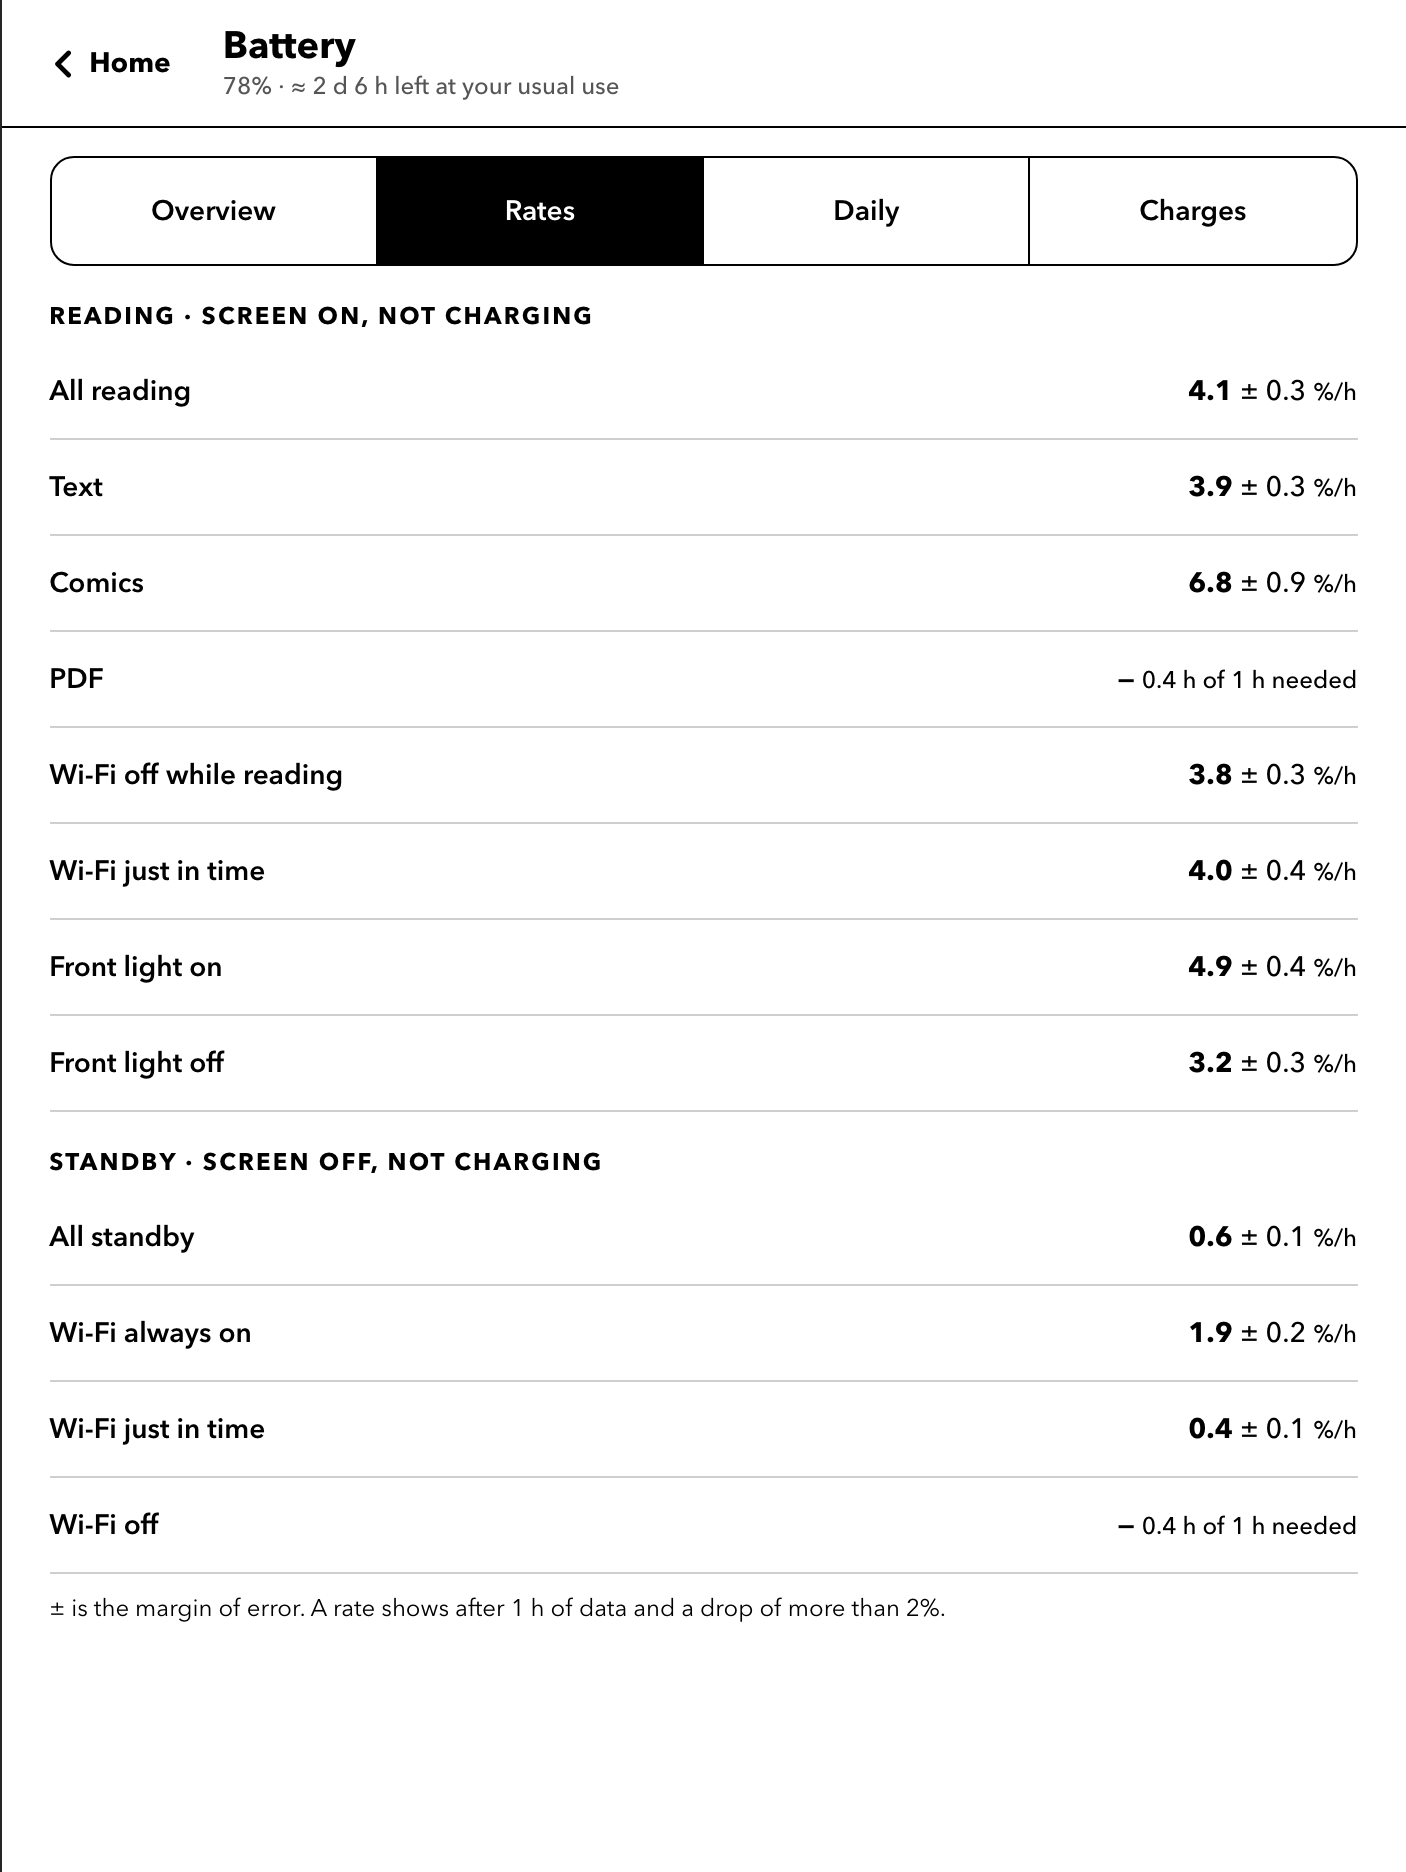 Home
Battery
78% · ≈ 2 d 6 h left at your usual use
Overview
Rates
Daily
Charges
READING · SCREEN ON, NOT CHARGING
All reading 4.1 ± 0.3 %/h
Text 3.9 ± 0.3 %/h
Comics 6.8 ± 0.9 %/h
PDF – 0.4 h of 1 h needed
Wi-Fi off while reading 3.8 ± 0.3 %/h
Wi-Fi just in time 4.0 ± 0.4 %/h
Front light on 4.9 ± 0.4 %/h
Front light off 3.2 ± 0.3 %/h
STANDBY · SCREEN OFF, NOT CHARGING
All standby 0.6 ± 0.1 %/h
Wi-Fi always on 1.9 ± 0.2 %/h
Wi-Fi just in time 0.4 ± 0.1 %/h
Wi-Fi off – 0.4 h of 1 h needed
± is the margin of error. A rate shows after 1 h of data and a drop of more than 2%.